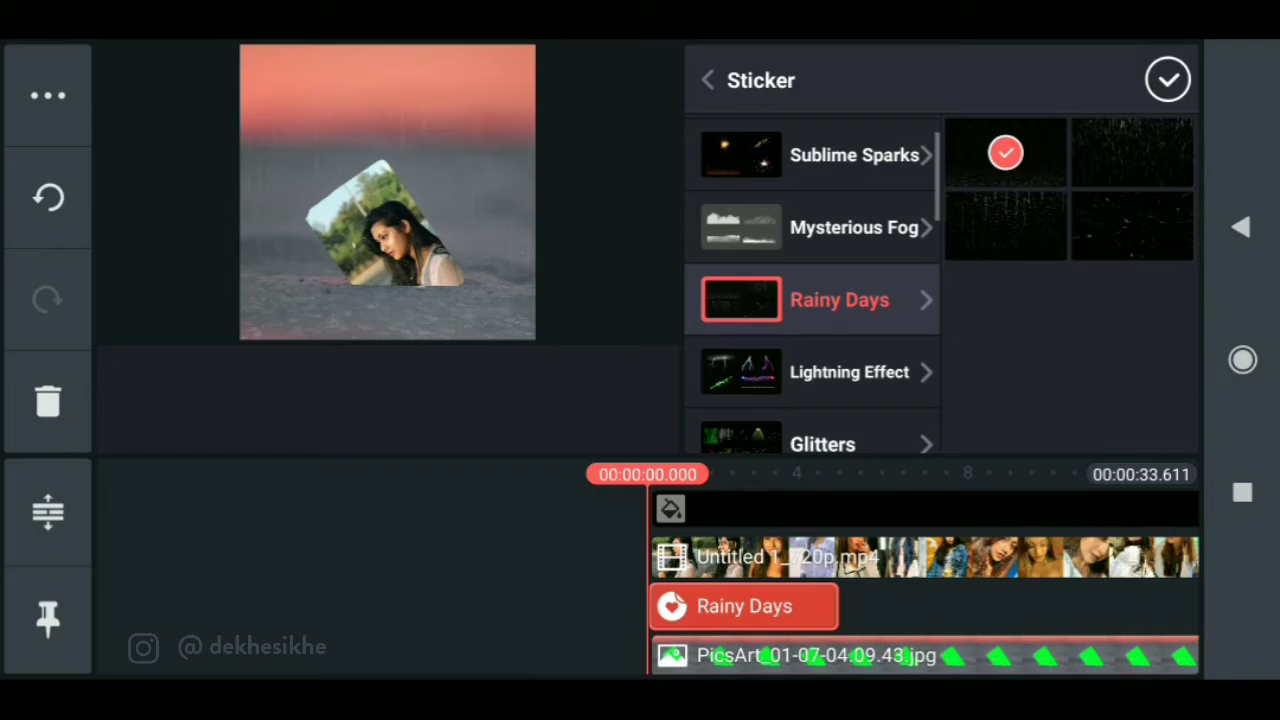 Sticker
Sublime Sparks
Mysterious Fog
Rainy Days
Lightning Effect
Glitters
00:00:00.000
4
8
00:00:33.611
Untitled 1_720p.mp4
Rainy Days
PicsArt_01-07-04.09.43.jpg
@ dekhesikhe